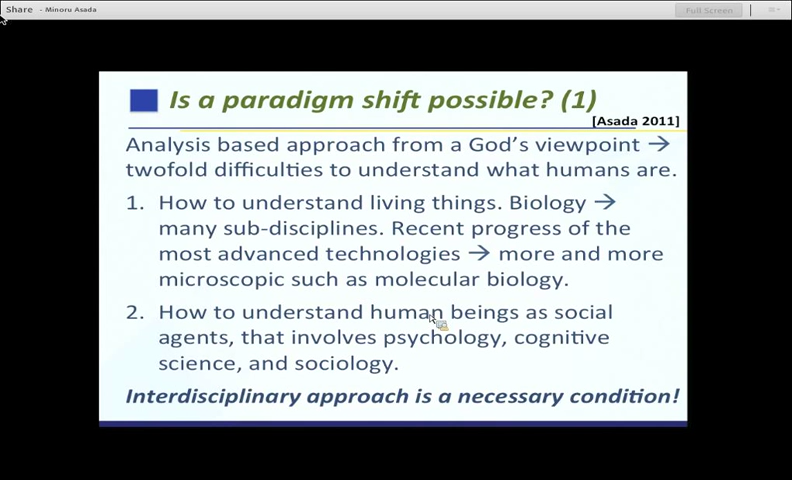 Share - Minoru Asada
Full Screen
Is a paradigm shift possible? (1)
[Asada 2011]
Analysis based approach from a God's viewpoint →
twofold difficulties to understand what humans are.
1. How to understand living things. Biology →
many sub-disciplines. Recent progress of the
most advanced technologies → more and more
microscopic such as molecular biology.
2. How to understand human beings as social
agents, that involves psychology, cognitive
science, and sociology.
Interdisciplinary approach is a necessary condition!